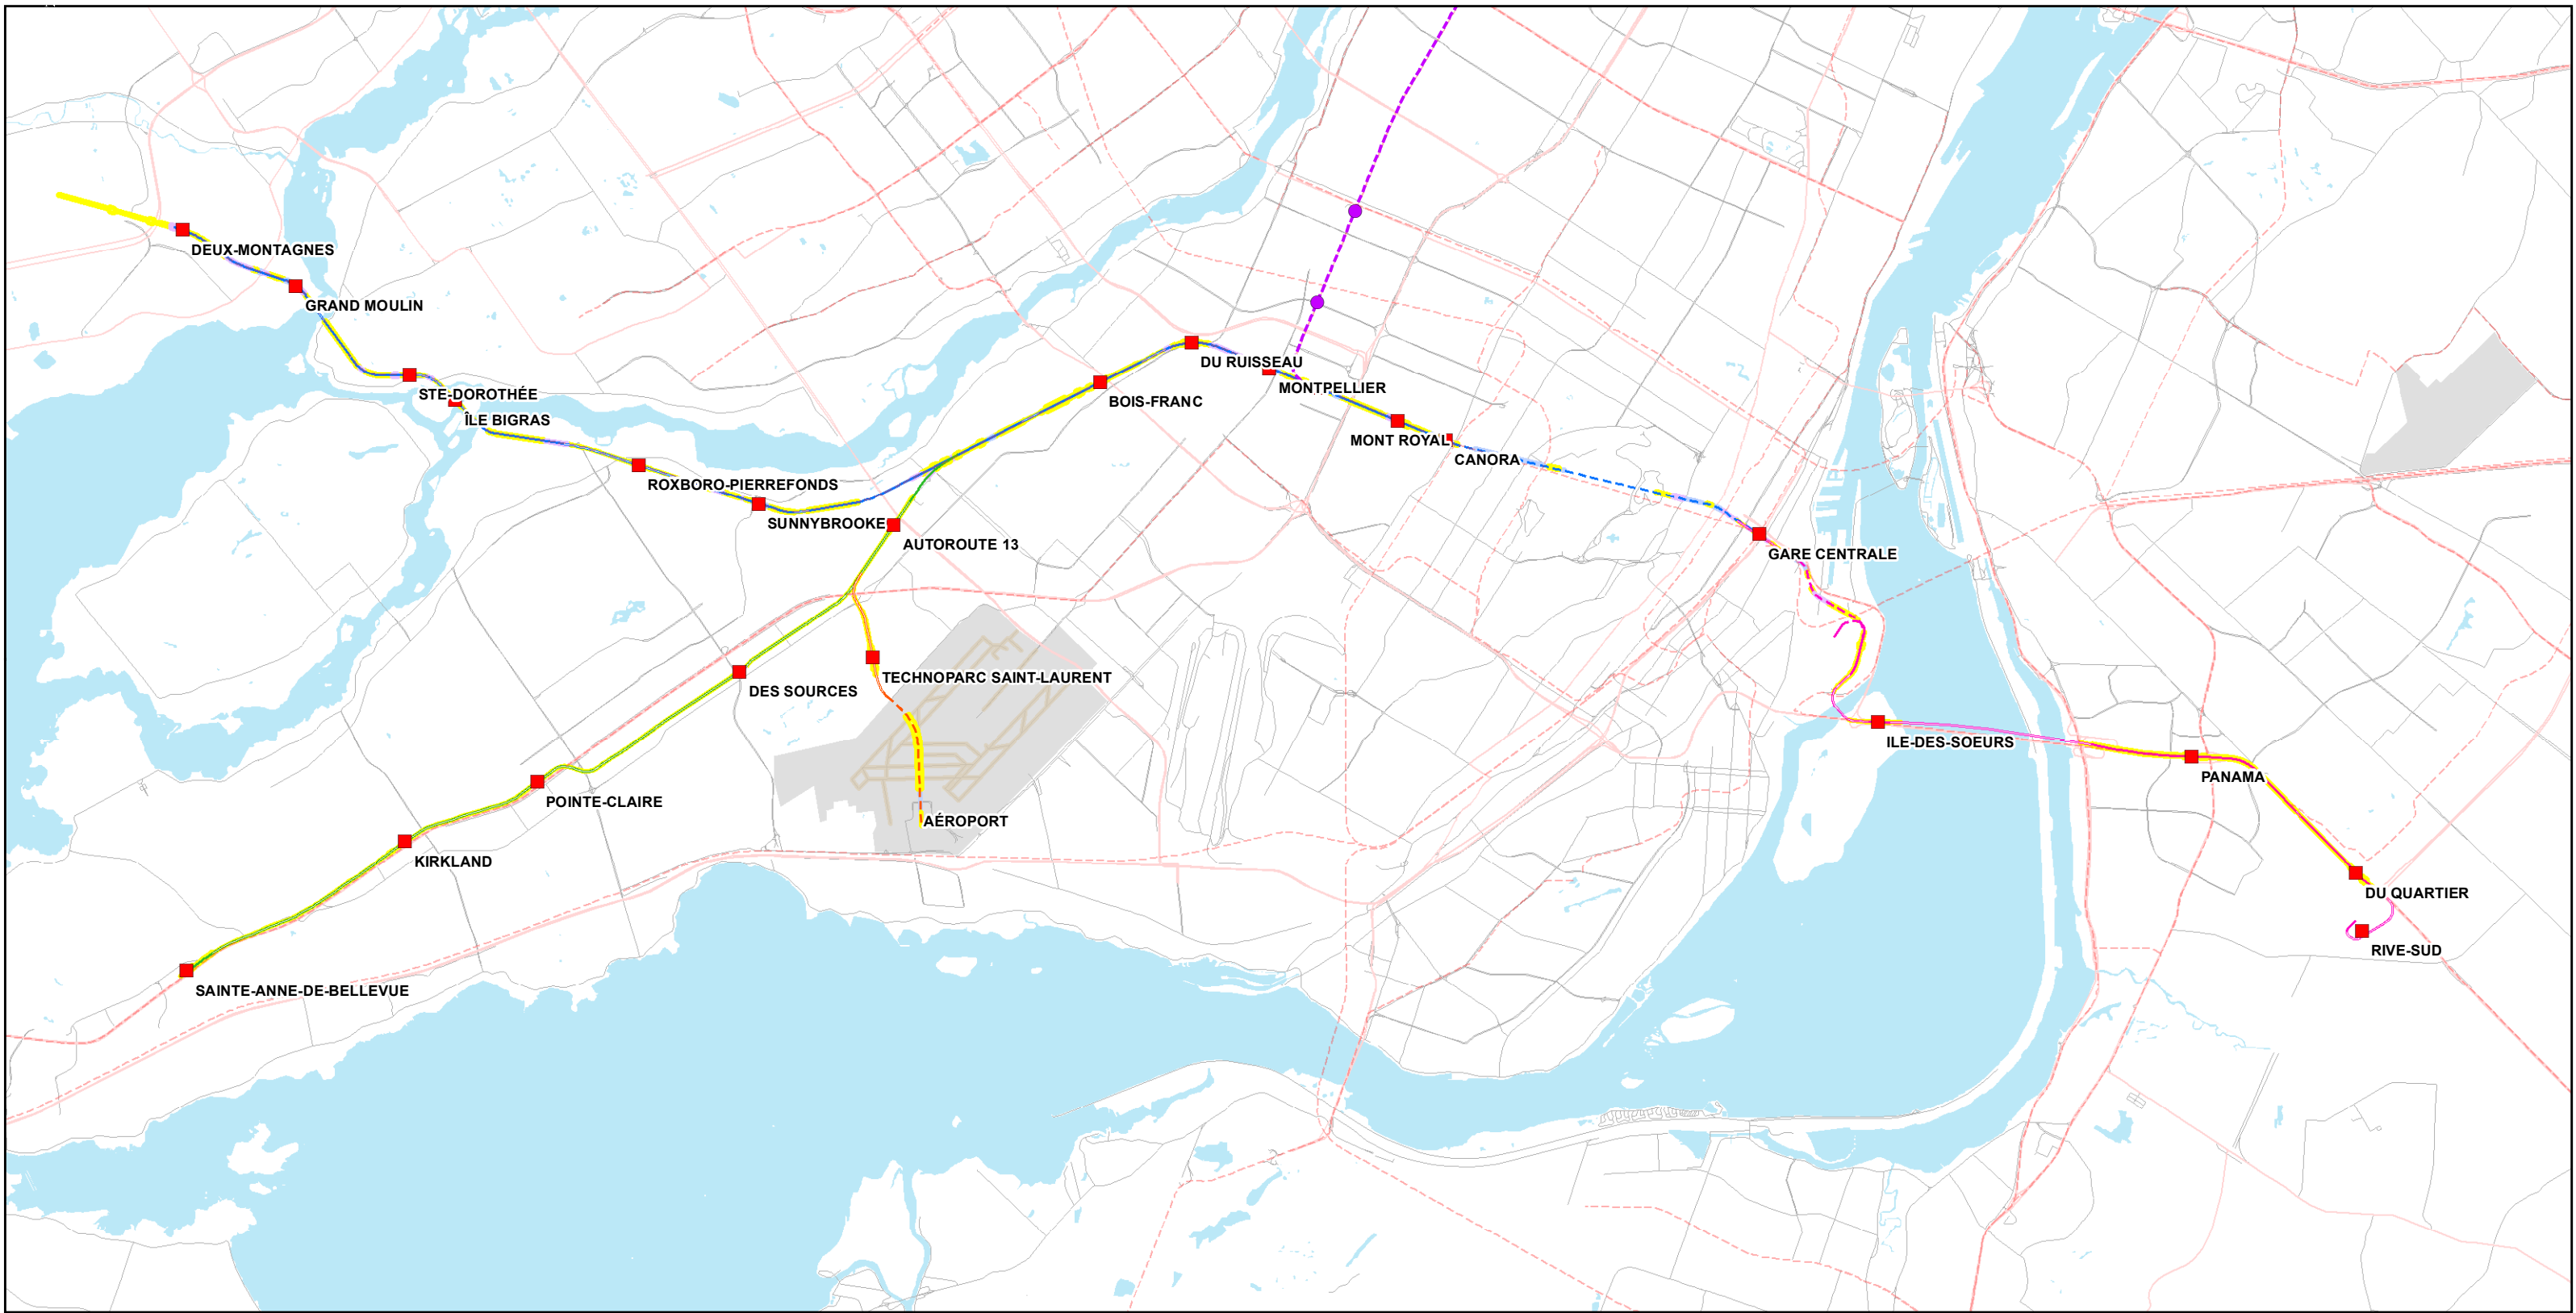 DEUX-MONTAGNES
GRAND MOULIN
DU RUISSEAU
MONTPELLIER
STE-DOROTHÉE
BOIS-FRANC
ÎLE BIGRAS
MONT ROYAL
CANORA
ROXBORO-PIERREFONDS
SUNNYBROOKE
AUTOROUTE 13
GARE CENTRALE
TECHNOPARC SAINT-LAURENT
DES SOURCES
ILE-DES-SOEURS
PANAMA
POINTE-CLAIRE
AÉROPORT
KIRKLAND
DU QUARTIER
RIVE-SUD
SAINTE-ANNE-DE-BELLEVUE